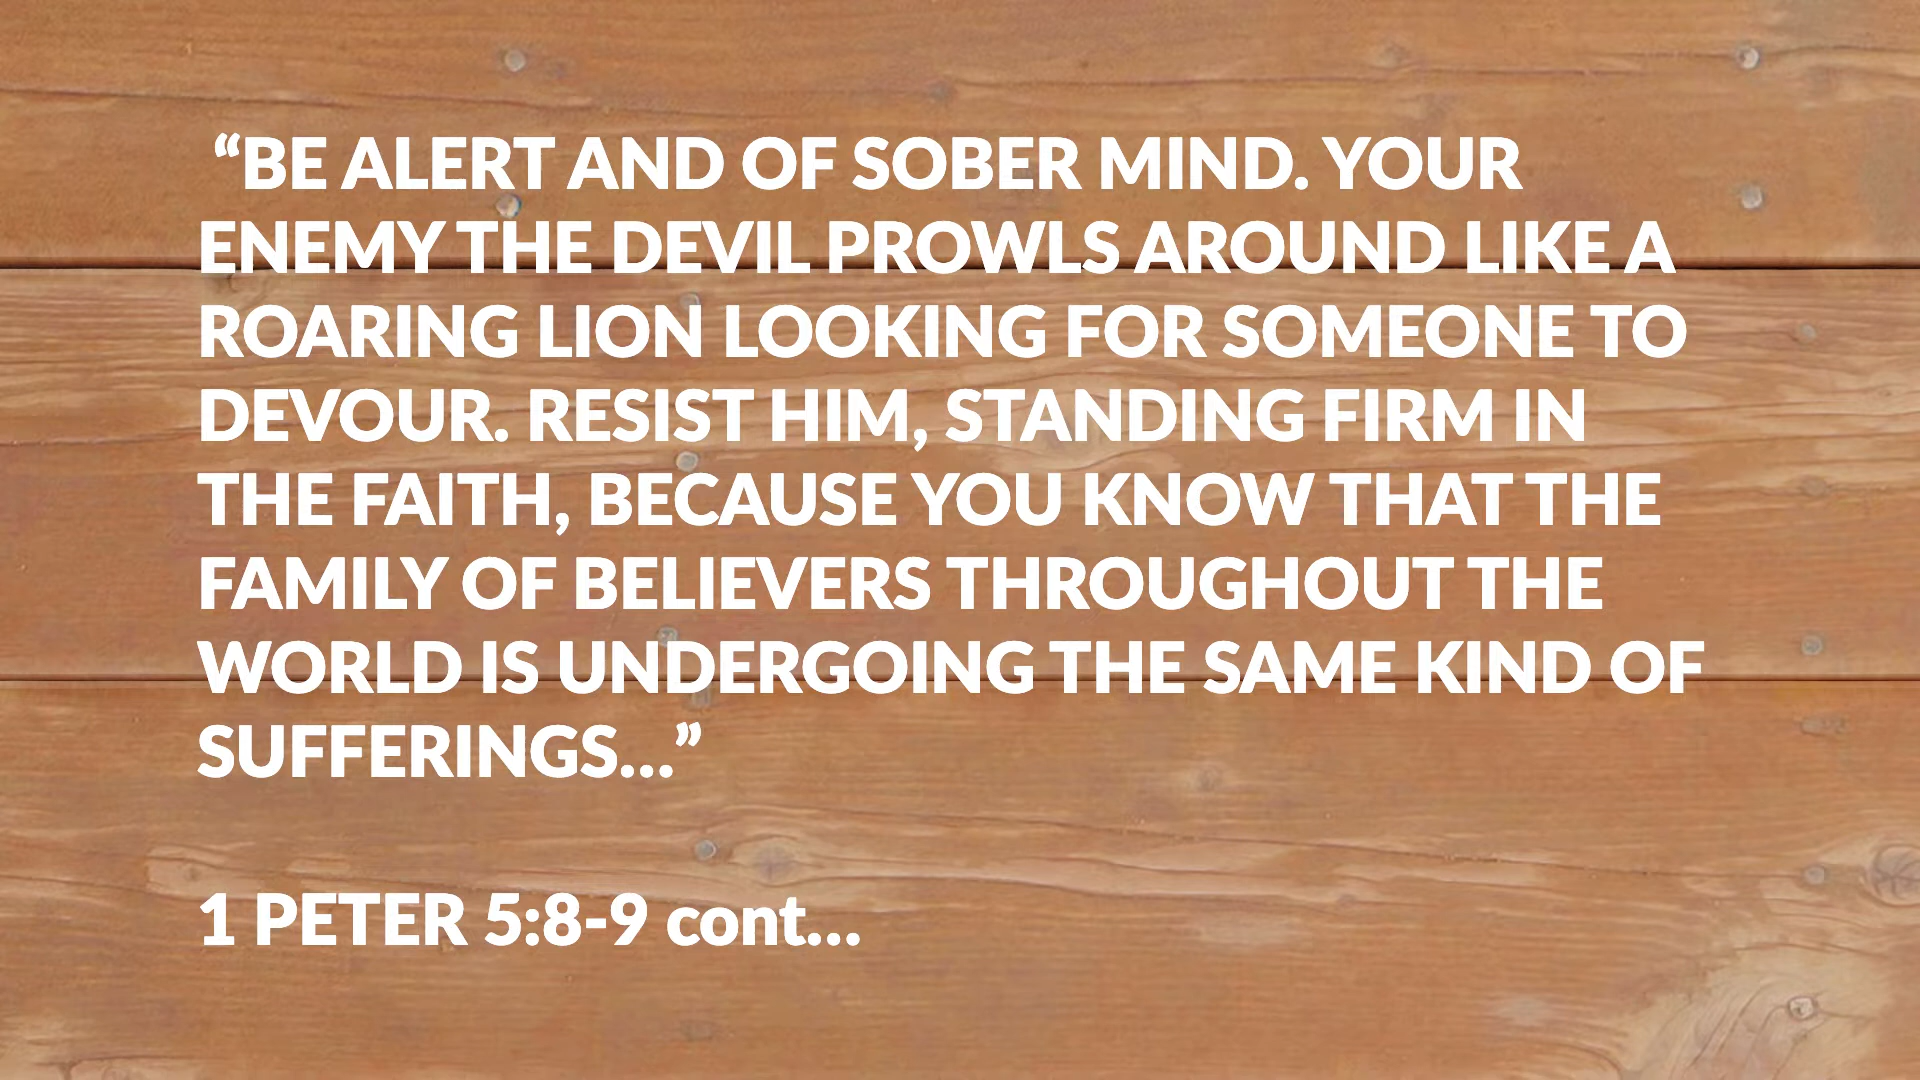 “BE ALERT AND OF SOBER MIND. YOUR
ENEMY THE DEVIL PROWLS AROUND LIKE A
ROARING LION LOOKING FOR SOMEONE TO
DEVOUR. RESIST HIM, STANDING FIRM IN
THE FAITH, BECAUSE YOU KNOW THAT THE
FAMILY OF BELIEVERS THROUGHOUT THE
WORLD IS UNDERGOING THE SAME KIND OF
SUFFERINGS...”
1 PETER 5:8-9 cont...